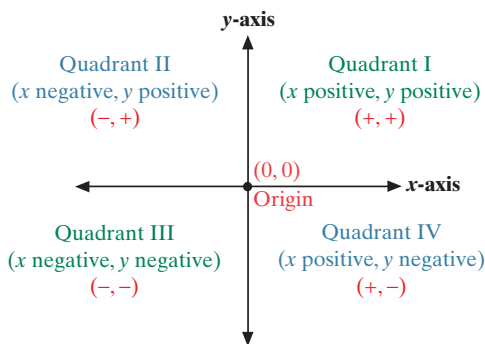 y-axis
Quadrant II
(x negative, y positive)
(−, +)
Quadrant I
(x positive, y positive)
(+, +)
(0, 0)
x-axis
Origin
Quadrant III
(x negative, y negative)
(−, −)
Quadrant IV
(x positive, y negative)
(+, −)